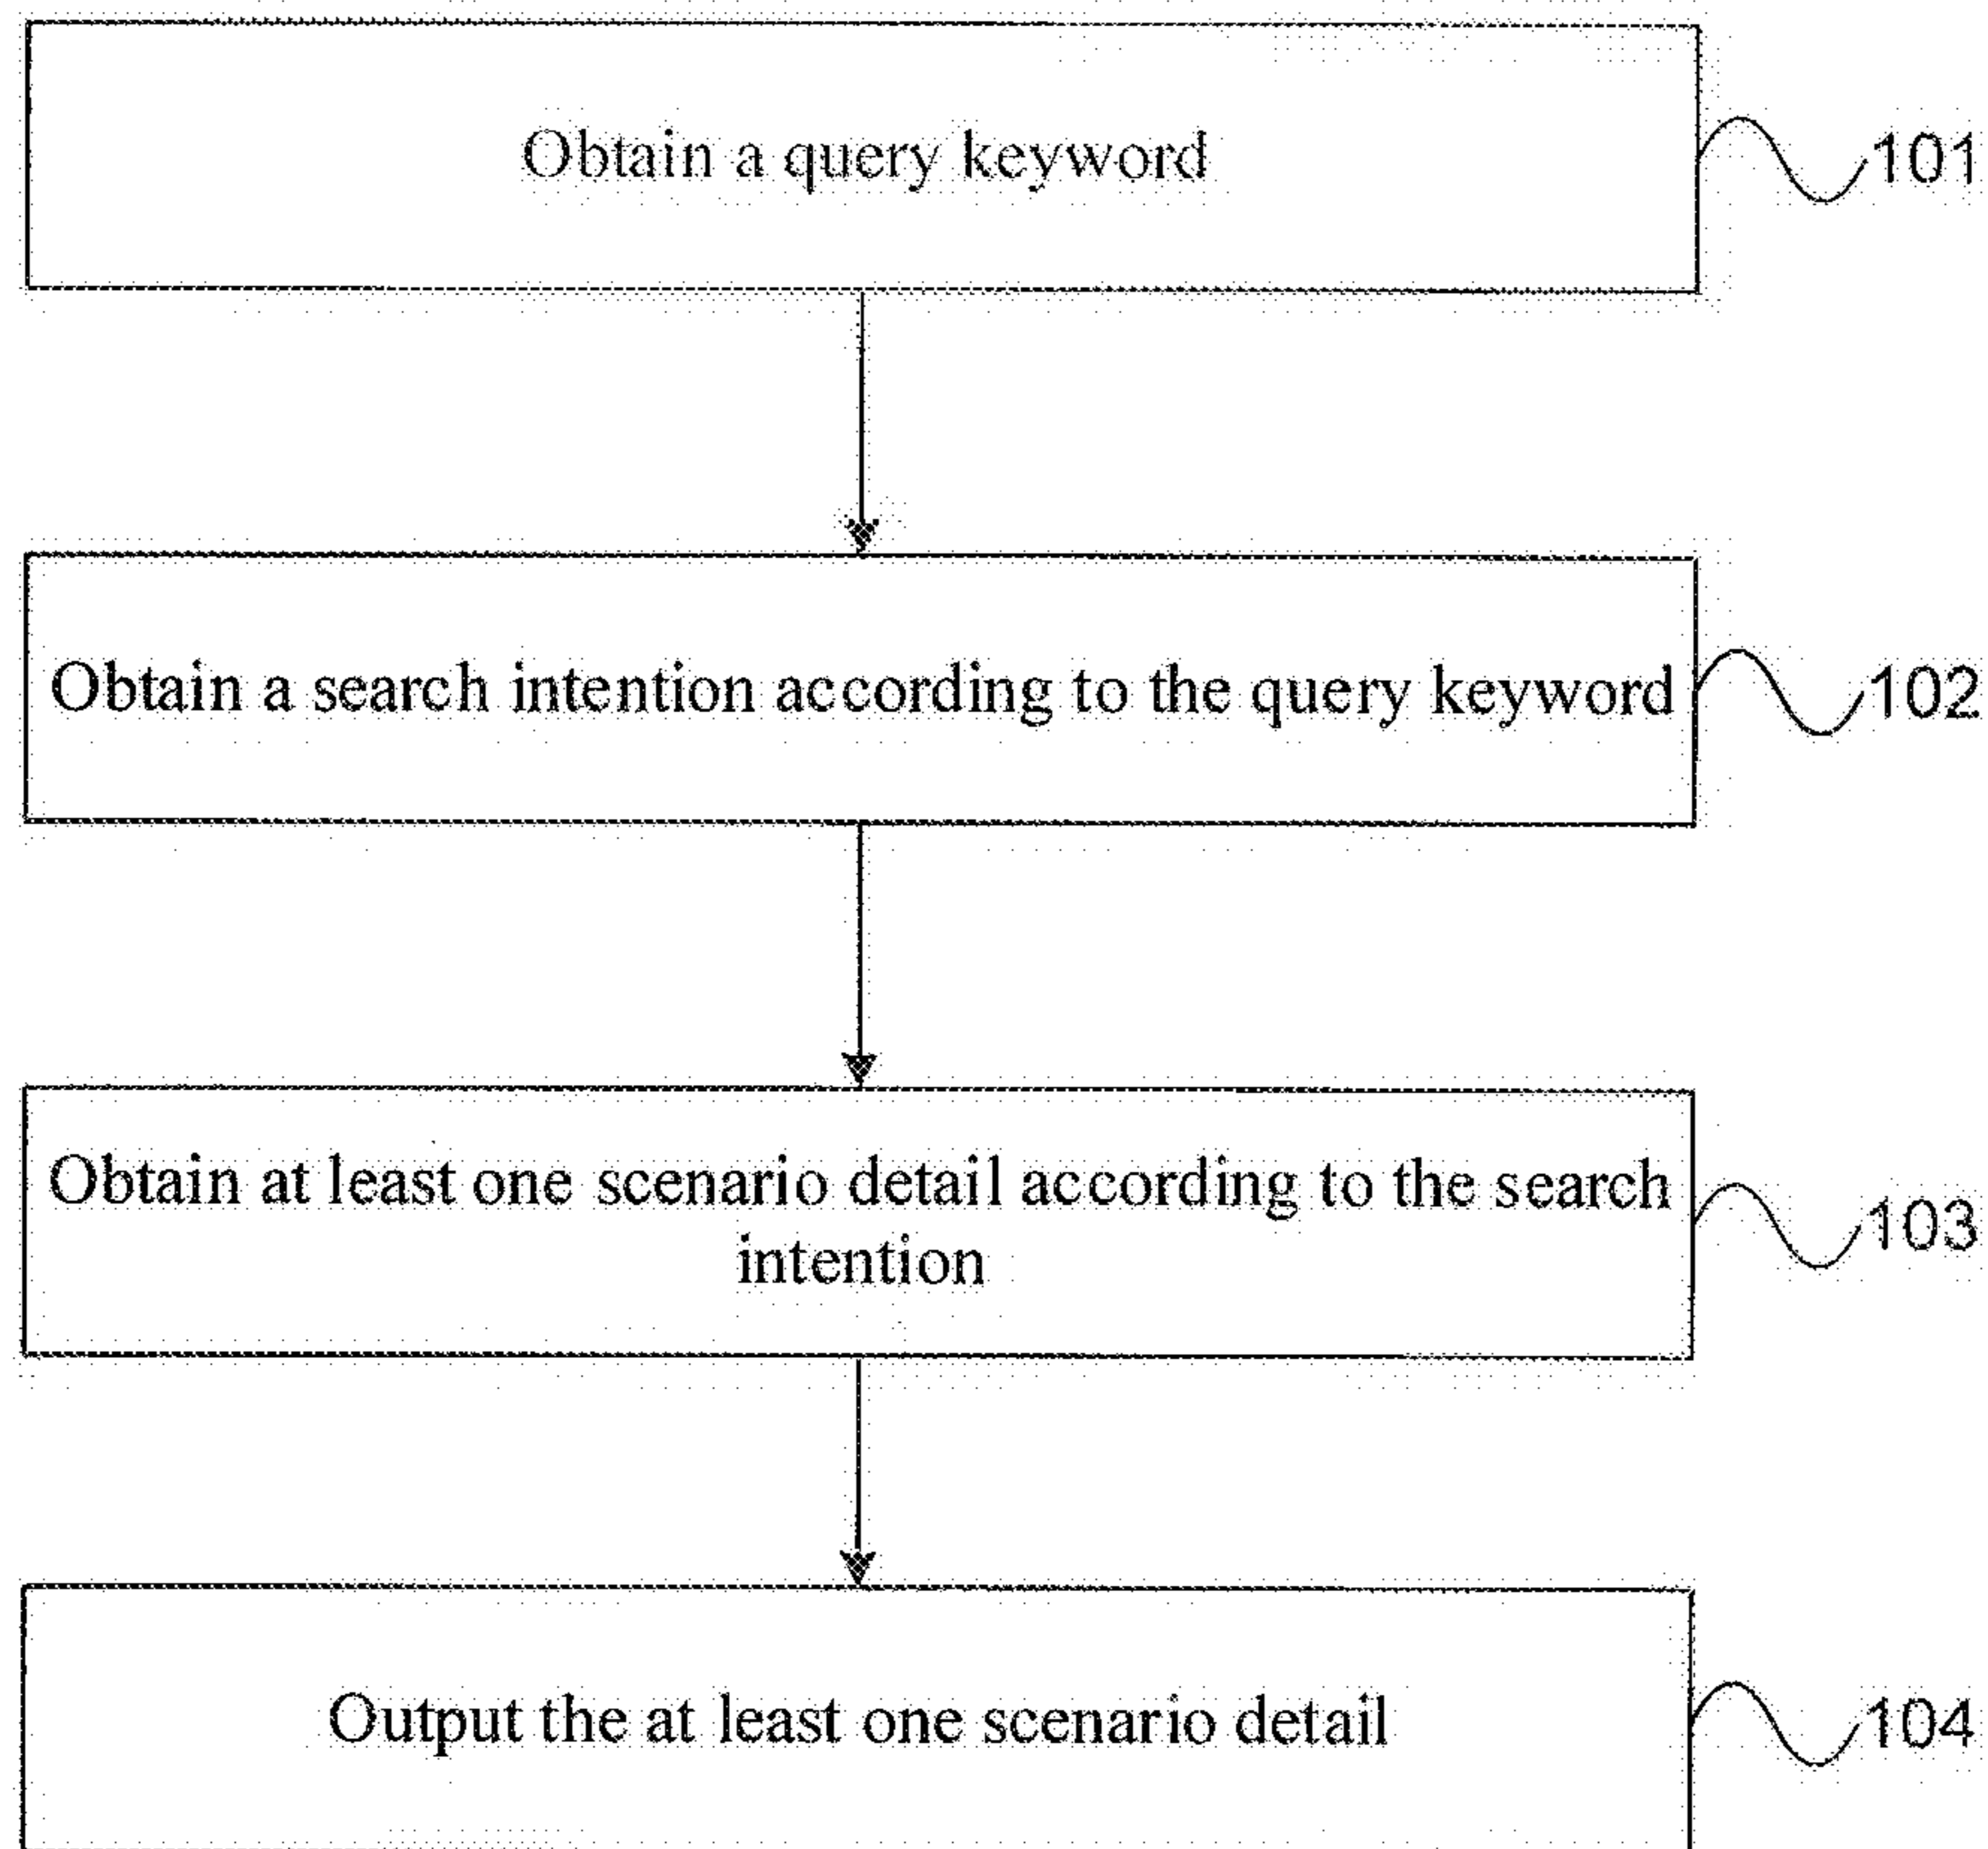 Obtain a query keyword
101
Obtain a search intention according to the query keyword
102
Obtain at least one scenario detail according to the search
intention
103
Output the at least one scenario detail
104